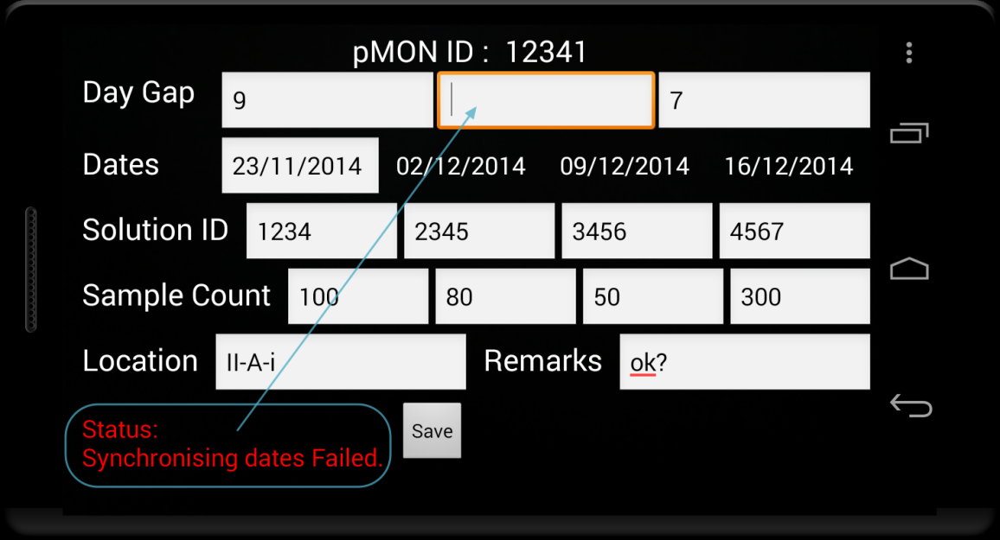 pMON ID : 12341
Day Gap 9 7
Dates 23/11/2014 02/12/2014 09/12/2014 16/12/2014
Solution ID 1234 2345 3456 4567
Sample Count 100 80 50 300
Location II-A-i Remarks ok?
Status: Save
Synchronising dates Failed.